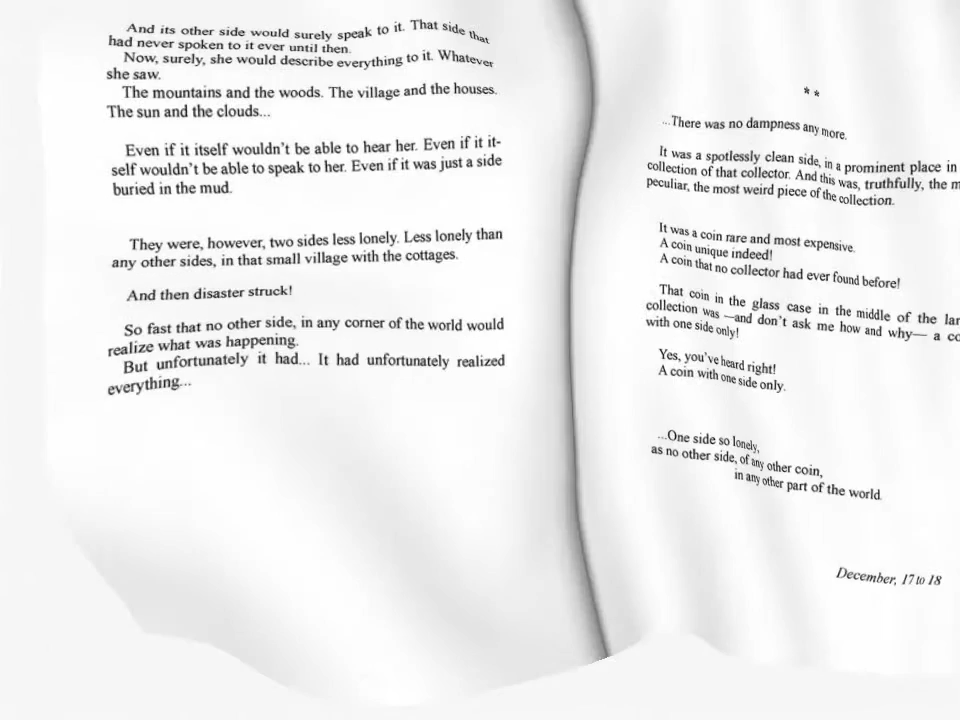 And its other side would surely speak to it. That side that
had never spoken to it ever until then.
Now, surely, she would describe everything to it. Whatever
she saw.
The mountains and the woods. The village and the houses.
The sun and the clouds...
Even if it itself wouldn't be able to hear her. Even if it it-
self wouldn't be able to speak to her. Even if it was just a side
buried in the mud.
They were, however, two sides less lonely. Less lonely than
any other sides, in that small village with the cottages.
And then disaster struck!
So fast that no other side, in any corner of the world would
realize what was happening.
But unfortunately it had... It had unfortunately realized
everything...
* *
...There was no dampness any more.
It was a spotlessly clean side, in a prominent place in
collection of that collector. And this was, truthfully, the m
peculiar, the most weird piece of the collection.
It was a coin rare and most expensive.
A coin unique indeed!
A coin that no collector had ever found before!
That coin in the glass case in the middle of the lar
collection was —and don't ask me how and why— a co
with one side only!
Yes, you've heard right!
A coin with one side only.
...One side so lonely,
as no other side, of any other coin,
in any other part of the world.
December, 17 to 18